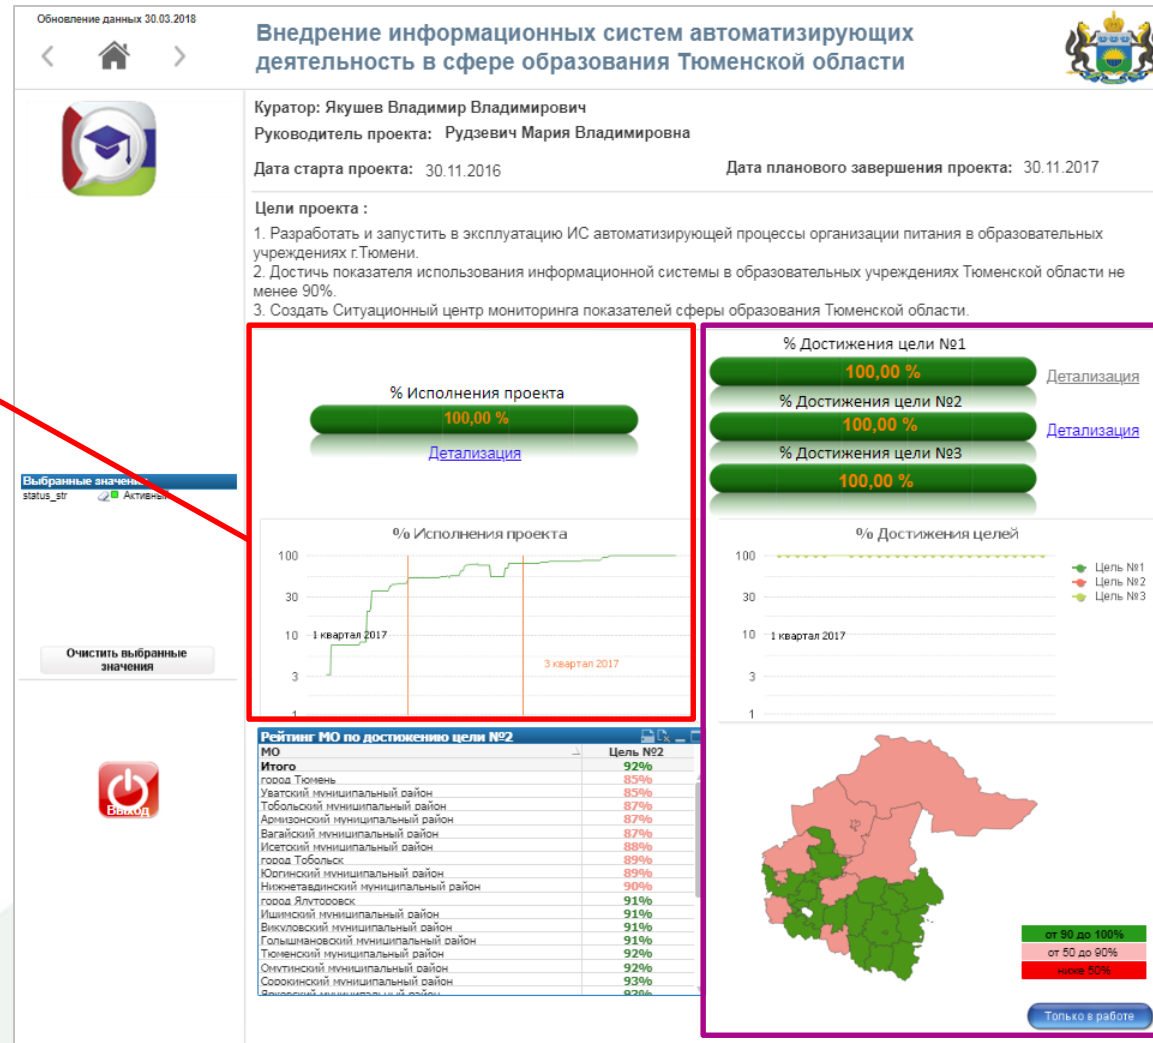 Обновление данных 30.03.2018
Внедрение информационных систем автоматизирующих
деятельность в сфере образования Тюменской области
Куратор: Якушев Владимир Владимирович
Руководитель проекта: Рудзевич Мария Владимировна
Дата старта проекта: 30.11.2016
Дата планового завершения проекта: 30.11.2017
Цели проекта :
1. Разработать и запустить в эксплуатацию ИС автоматизирующей процессы организации питания в образовательных
учреждениях г.Тюмени.
2. Достичь показателя использования информационной системы в образовательных учреждениях Тюменской области не
менее 90%.
3. Создать Ситуационный центр мониторинга показателей сферы образования Тюменской области.
% Исполнения проекта
100,00 %
Детализация
% Достижения цели №1
100,00 %
Детализация
% Достижения цели №2
100,00 %
Детализация
% Достижения цели №3
100,00 %
Выбранные значения
status_str Активный
Очистить выбранные
значения
Выход
% Исполнения проекта
100
30
10
3
1
1 квартал 2017
3 квартал 2017
% Достижения целей
100
30
10
3
1
1 квартал 2017
Цель №1
Цель №2
Цель №3
Рейтинг МО по достижению цели №2
МО Цель №2
Итого 92%
город Тюмень 85%
Уватский муниципальный район 85%
Тобольский муниципальный район 87%
Армизонский муниципальный район 87%
Вагайский муниципальный район 87%
Исетский муниципальный район 88%
город Тобольск 89%
Юргинский муниципальный район 89%
Нижнетавдинский муниципальный район 90%
город Ялуторовск 91%
Ишимский муниципальный район 91%
Викуловский муниципальный район 91%
Голышмановский муниципальный район 91%
Тюменский муниципальный район 92%
Омутинский муниципальный район 92%
Сорокинский муниципальный район 93%
от 90 до 100%
от 50 до 90%
ниже 50%
Только в работе